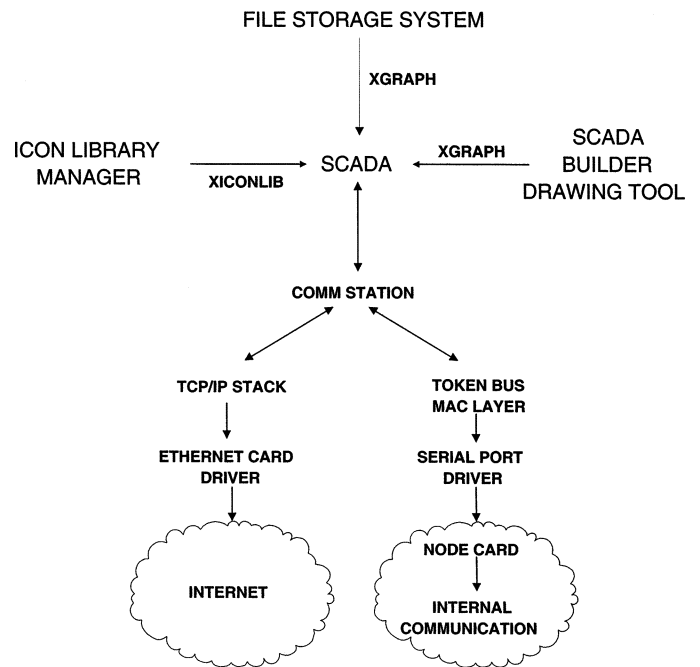 FILE STORAGE SYSTEM
XGRAPH
ICON LIBRARY
MANAGER
XICONLIB
SCADA
XGRAPH
SCADA
BUILDER
DRAWING TOOL
COMM STATION
TCP/IP STACK
TOKEN BUS
MAC LAYER
ETHERNET CARD
DRIVER
SERIAL PORT
DRIVER
INTERNET
NODE CARD
INTERNAL
COMMUNICATION